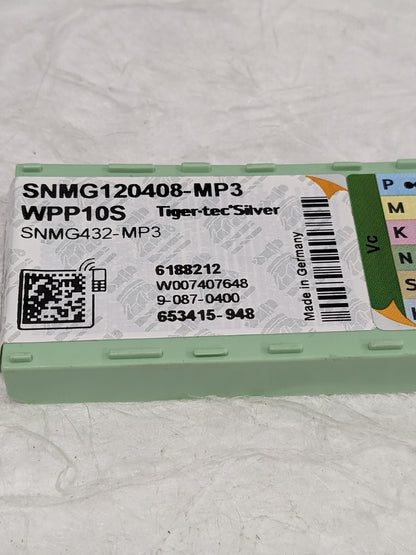 SNMG120408-MP3
WPP10S Tiger·tec®Silver
SNMG432-MP3
6188212
W007407648
9-087-0400
653415-948
Made in Germany
Vc
P
M
K
N
S